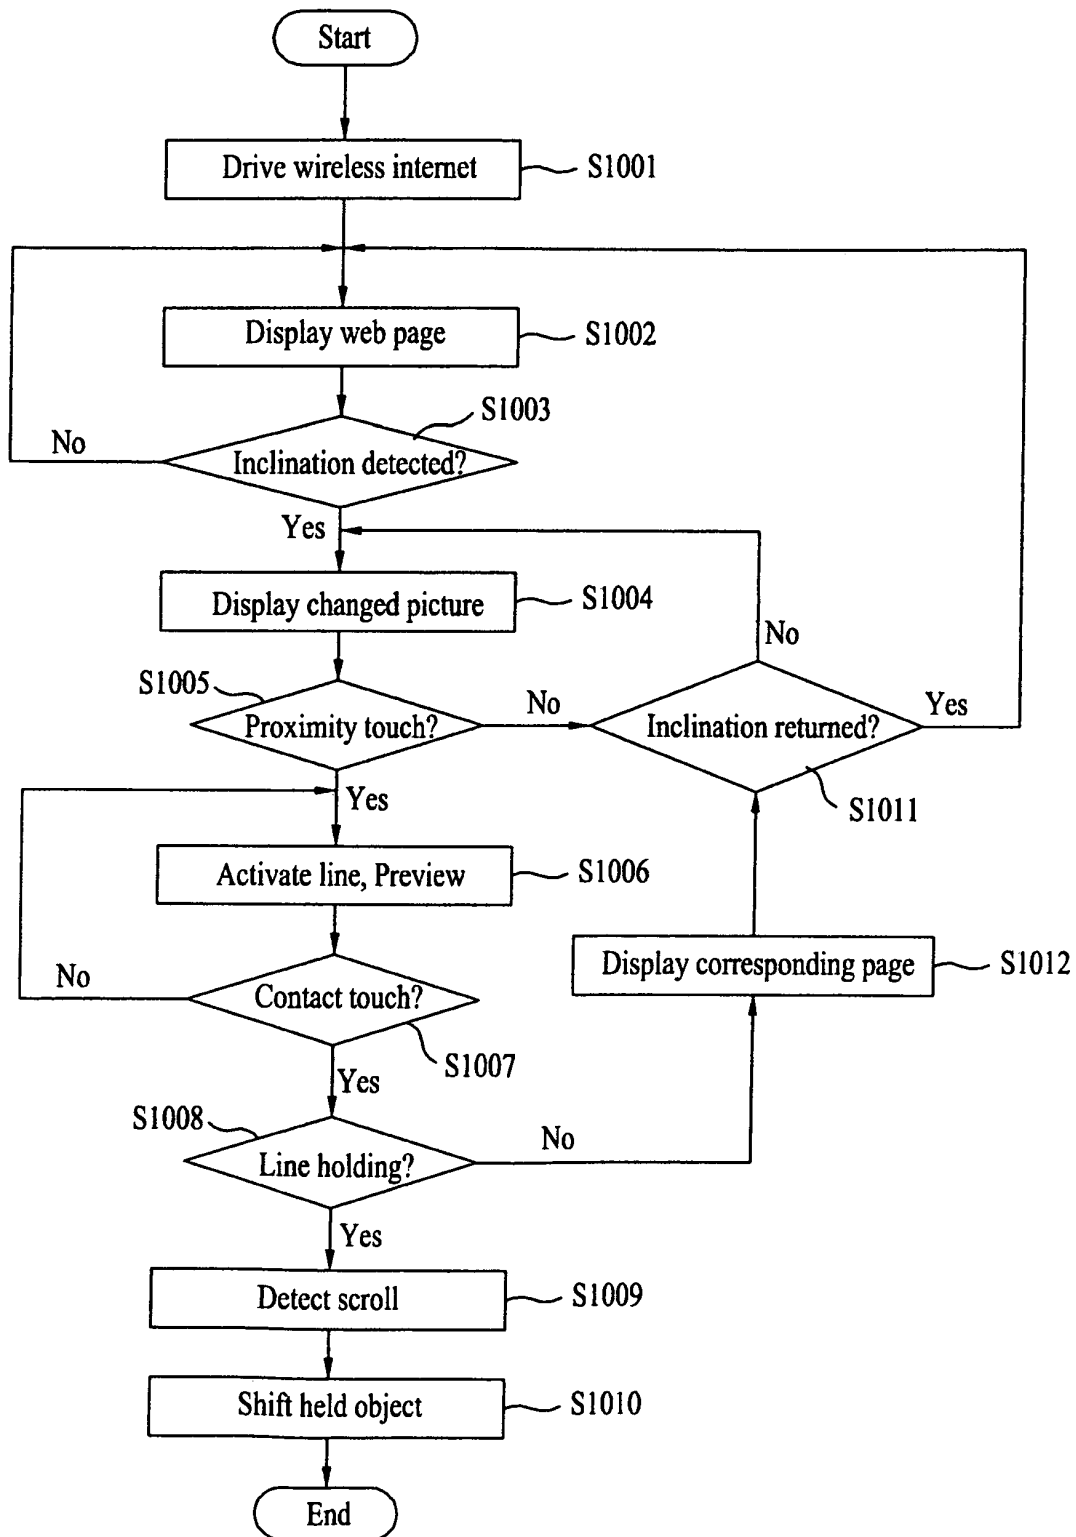 Start
Drive wireless internet
S1001
Display web page
S1002
S1003
No
Inclination detected?
Yes
Display changed picture
S1004
No
S1005
No
Proximity touch?
Inclination returned?
Yes
Yes
S1011
Activate line, Preview
S1006
Display corresponding page
S1012
No
Contact touch?
S1007
Yes
S1008
No
Line holding?
Yes
Detect scroll
S1009
Shift held object
S1010
End